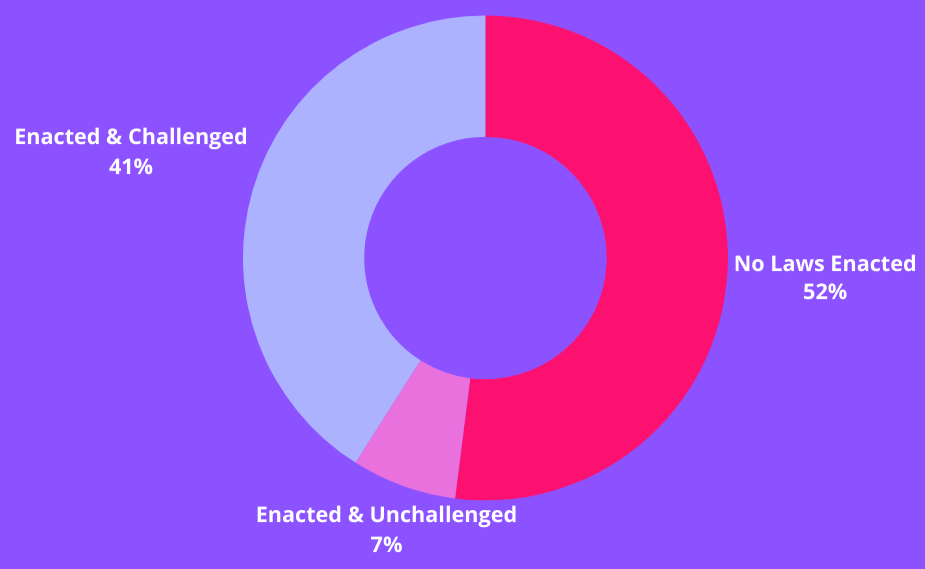 Enacted & Challenged
41%
No Laws Enacted
52%
Enacted & Unchallenged
7%